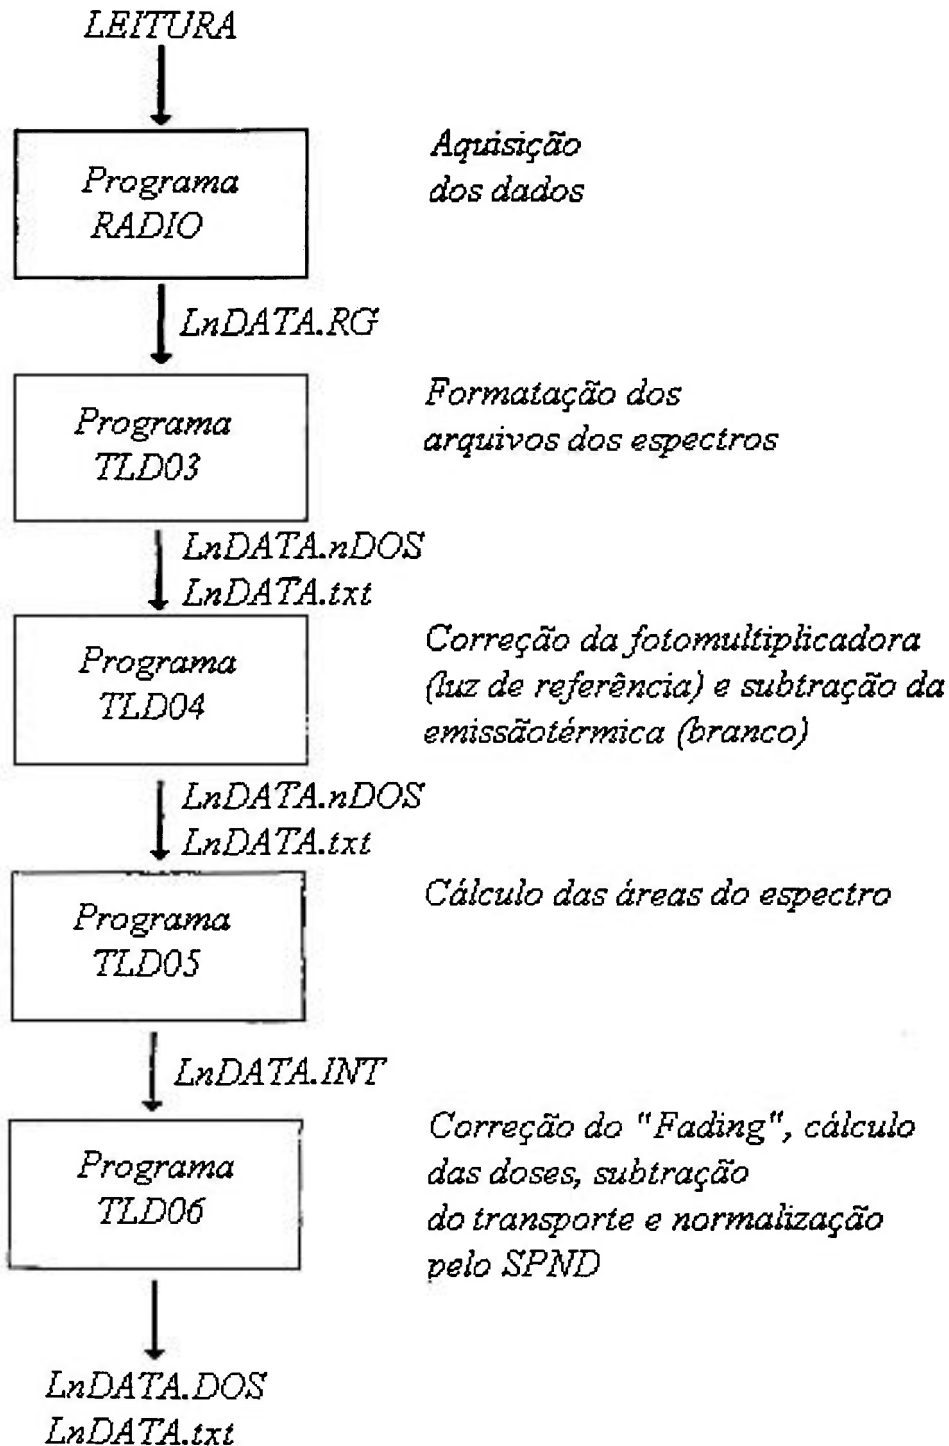 LEITURA
Programa
RADIO
Aquisição
dos dados
LnDATA.RG
Programa
TLD03
Formatação dos
arquivos dos espectros
LnDATA.nDOS
LnDATA.txt
Programa
TLD04
Correção da fotomultiplicadora
(luz de referência) e subtração da
emissãotérmica (branco)
LnDATA.nDOS
LnDATA.txt
Programa
TLD05
Cálculo das áreas do espectro
LnDATA.INT
Programa
TLD06
Correção do "Fading", cálculo
das doses, subtração
do transporte e normalização
pelo SPND
LnDATA.DOS
LnDATA.txt